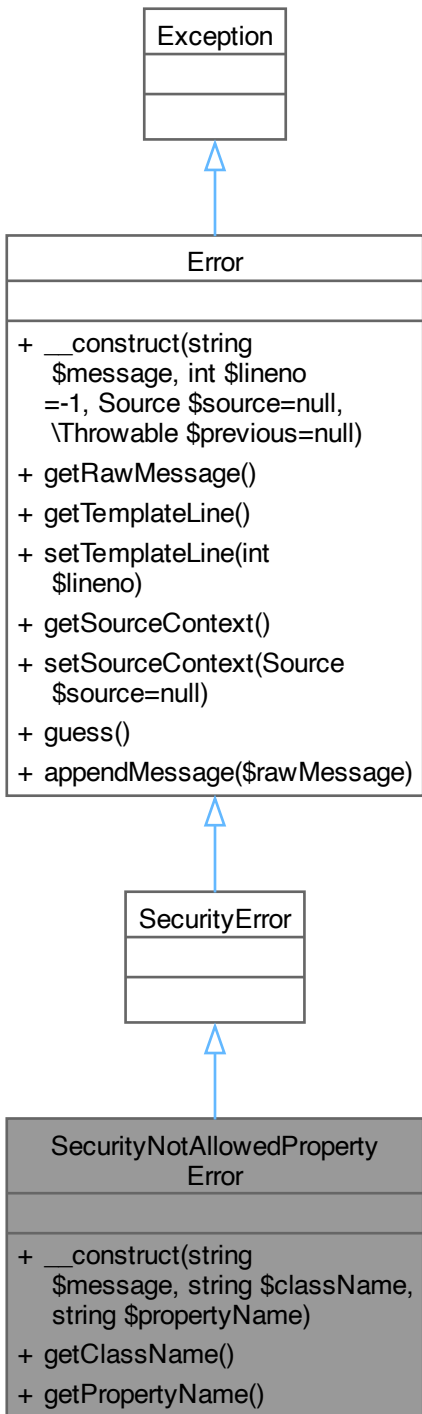 Exception
Error
+ __construct(string
$message, int $lineno
=-1, Source $source=null,
\Throwable $previous=null)
+ getRawMessage()
+ getTemplateLine()
+ setTemplateLine(int
$lineno)
+ getSourceContext()
+ setSourceContext(Source
$source=null)
+ guess()
+ appendMessage($rawMessage)
SecurityError
SecurityNotAllowedProperty
Error
+ __construct(string
$message, string $className,
string $propertyName)
+ getClassName()
+ getPropertyName()